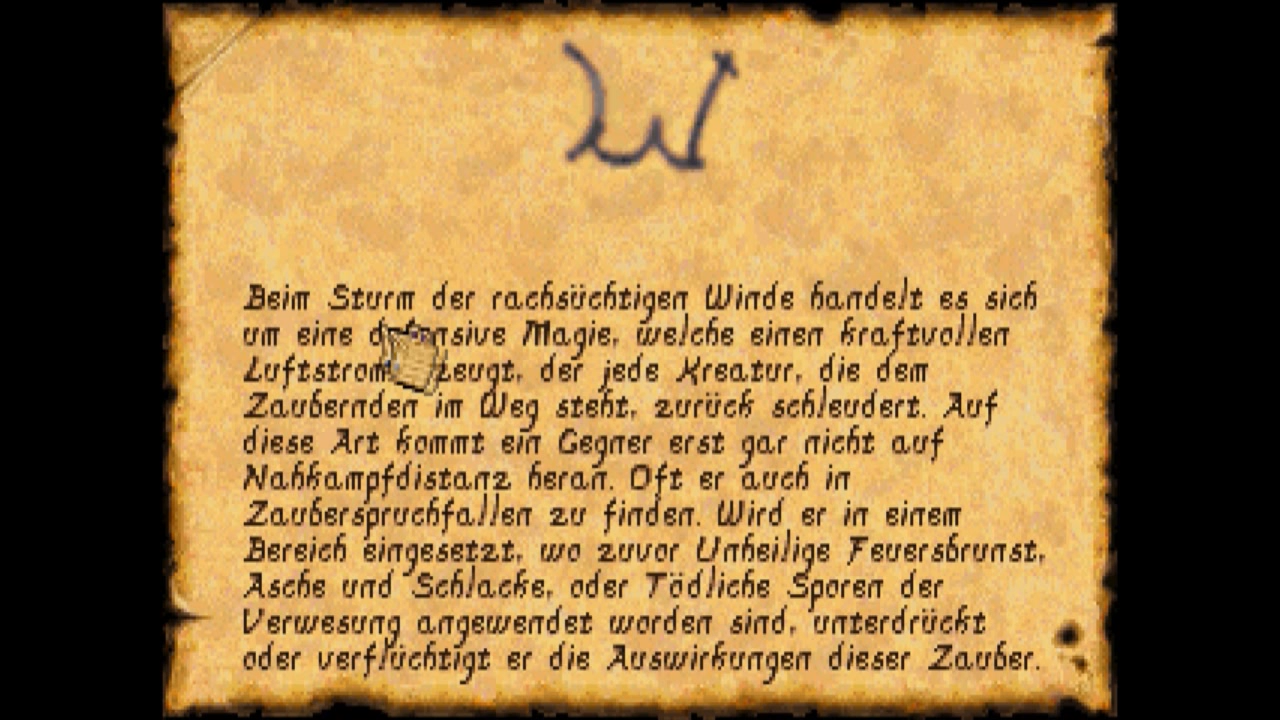 Beim Sturm der rachsüchtigen Winde handelt es sich
um eine defensive Magie, welche einen kraftvollen
Luftstrom erzeugt, der jede Kreatur, die dem
Zaubernden im Weg steht, zurück schleudert. Auf
diese Art kommt ein Gegner erst gar nicht auf
Nahkampfdistanz heran. Oft er auch in
Zauberspruchfallen zu finden. Wird er in einem
Bereich eingesetzt, wo zuvor Unheilige Feuersbrunst,
Asche und Schlacke, oder Tödliche Sporen der
Verwesung angewendet worden sind, unterdrückt
oder verflüchtigt er die Auswirkungen dieser Zauber.